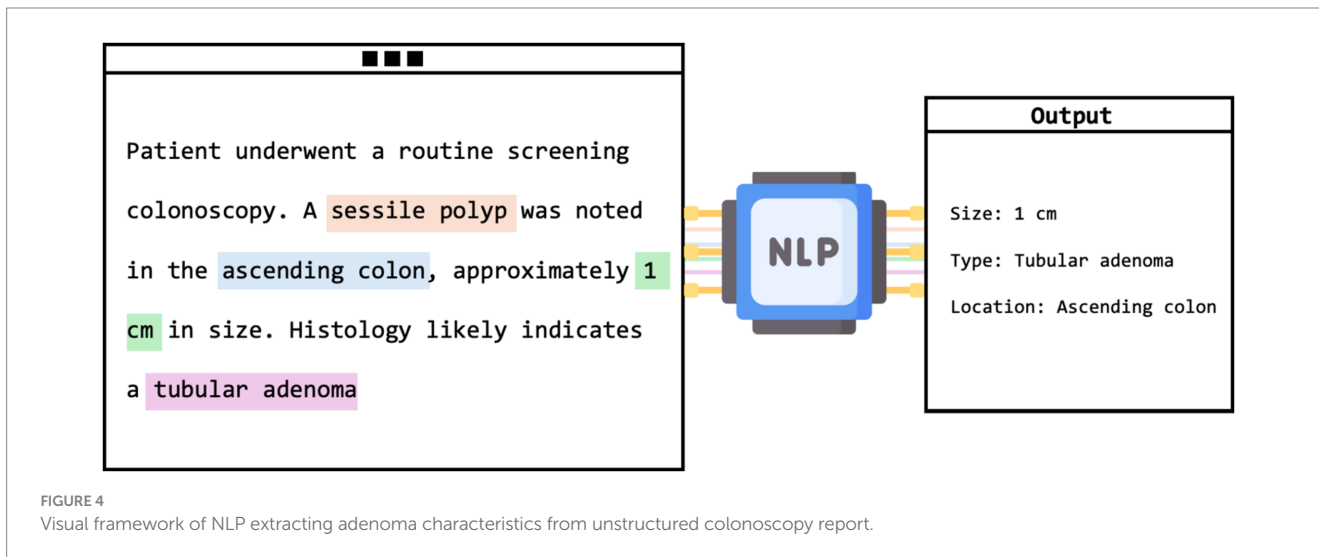 Patient underwent a routine screening
colonoscopy. A sessile polyp was noted
in the ascending colon, approximately 1
cm in size. Histology likely indicates
a tubular adenoma
NLP
Output
Size: 1 cm
Type: Tubular adenoma
Location: Ascending colon
FIGURE 4
Visual framework of NLP extracting adenoma characteristics from unstructured colonoscopy report.